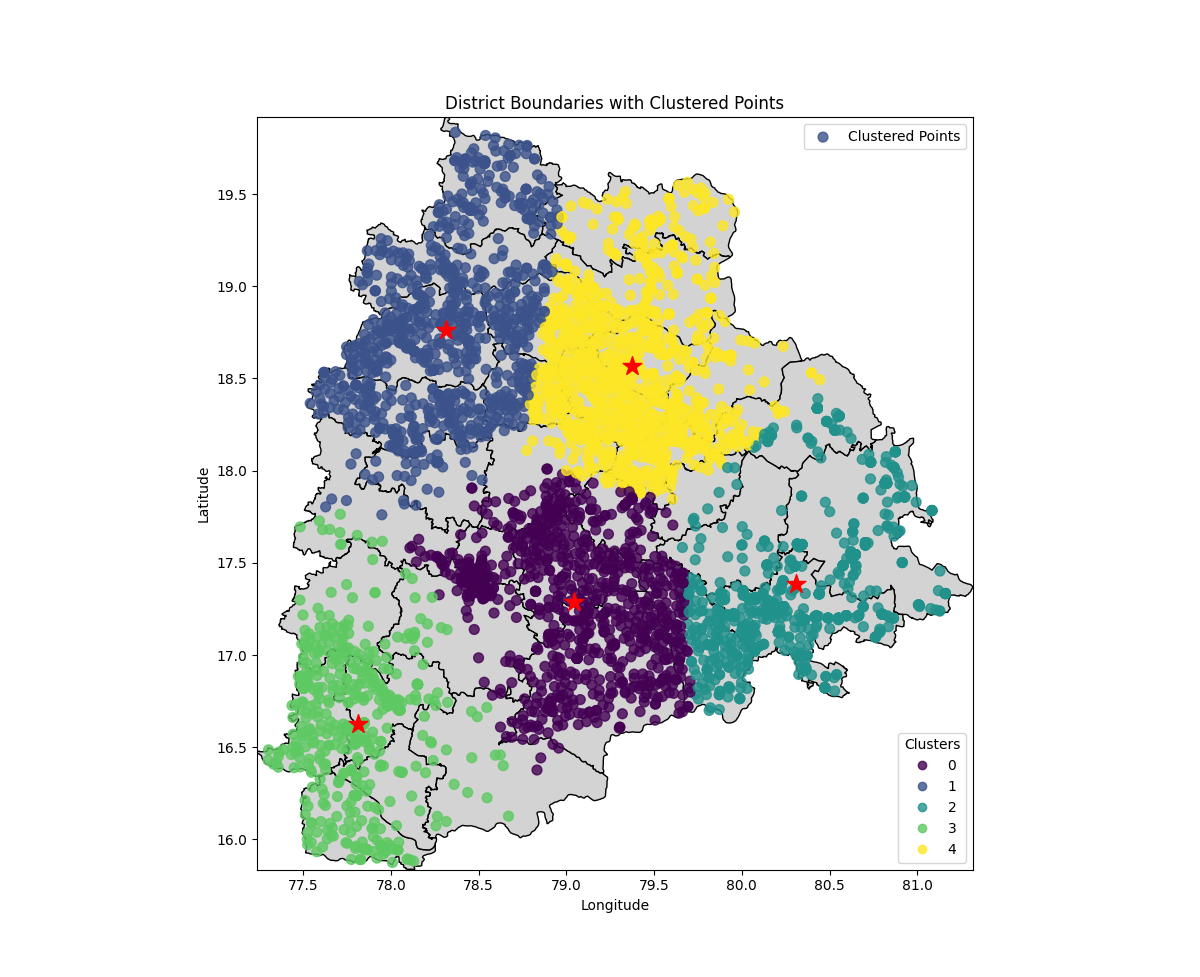 District Boundaries with Clustered Points
Clustered Points
Latitude
19.5
19.0
18.5
18.0
17.5
17.0
16.5
16.0
Clusters
0
1
2
3
4
77.5 78.0 78.5 79.0 79.5 80.0 80.5 81.0
Longitude